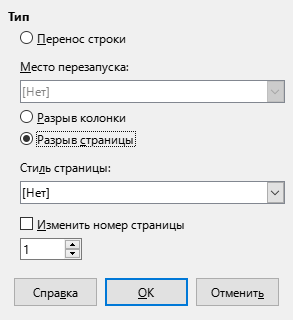 Тип
Перенос строки
Место перезапуска:
[Нет]
Разрыв колонки
Разрыв страницы
Стиль страницы:
[Нет]
Изменить номер страницы
1
Справка OK Отменить